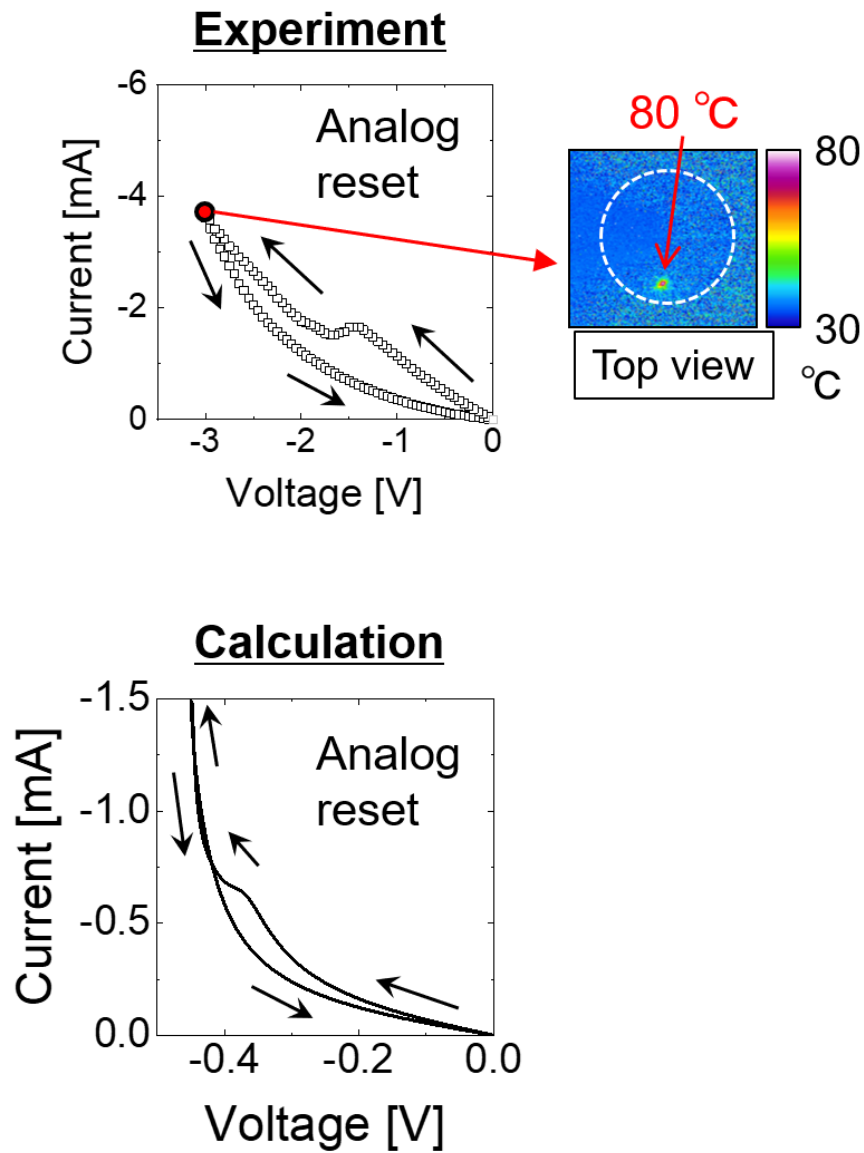 Experiment
Current [mA]
-6
-4
-2
0
Analog
reset
-3
-2
-1
0
Voltage [V]
80 ℃
80
30
℃
Top view
Calculation
Current [mA]
-1.5
-1.0
-0.5
0.0
Analog
reset
-0.4
-0.2
0.0
Voltage [V]